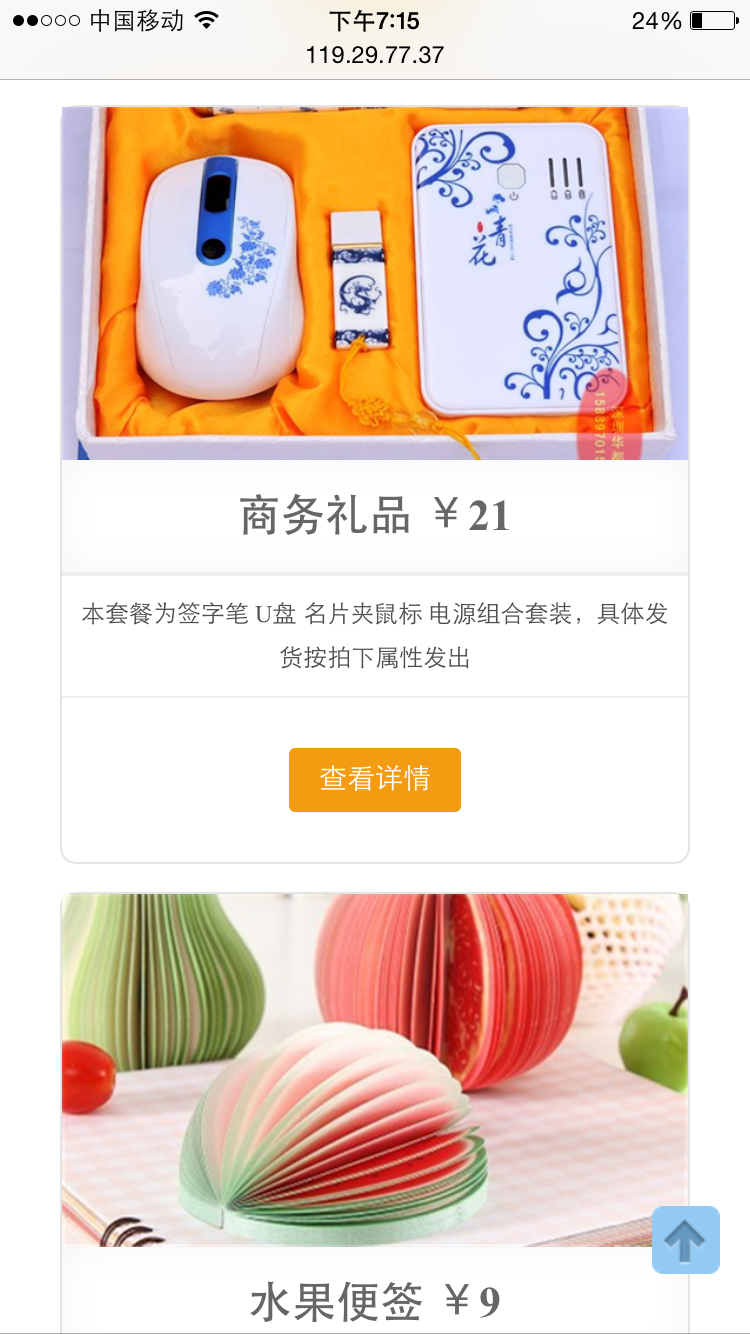 中国移动 下午7:15 24%
119.29.77.37
青花
商务礼品 ￥21
本套餐为签字笔 U盘 名片夹鼠标 电源组合套装，具体发
货按拍下属性发出
查看详情
水果便签 ￥9